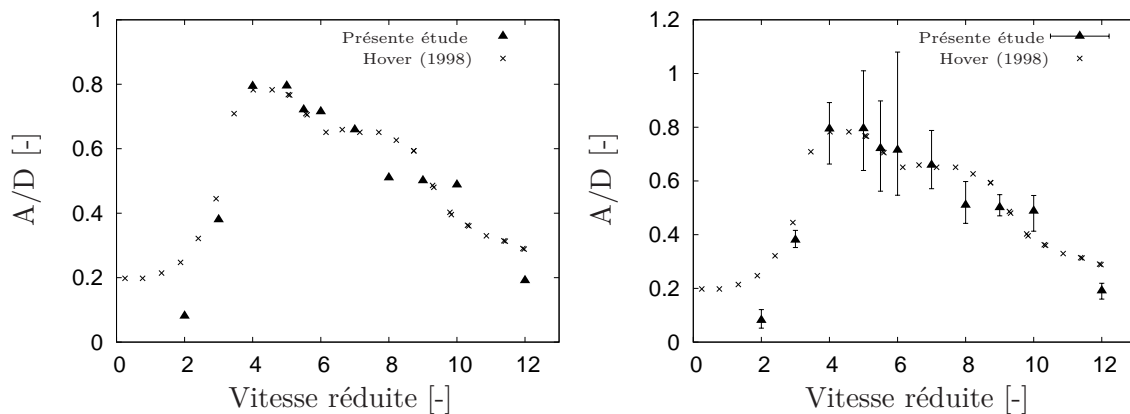 1
0.8
0.6
0.4
0.2
0
A/D [-]
0 2 4 6 8 10 12
Vitesse réduite [-]
Présente étude
Hover (1998)
1.2
1
0.8
0.6
0.4
0.2
0
A/D [-]
0 2 4 6 8 10 12
Vitesse réduite [-]
Présente étude
Hover (1998)